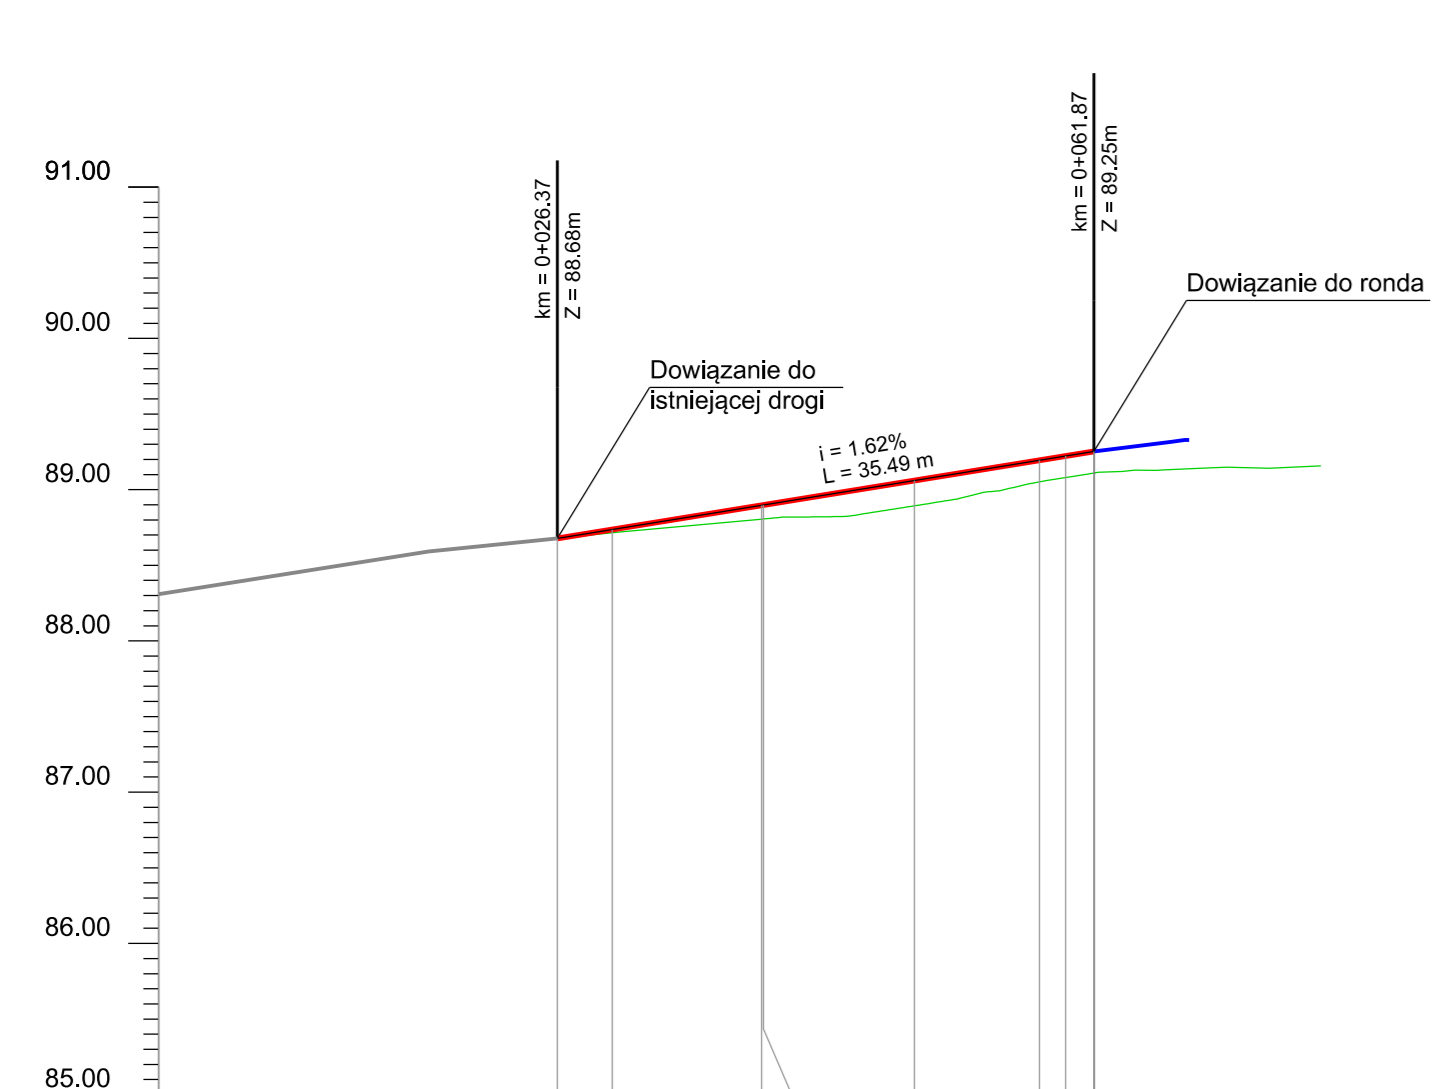 km = 0+061.87
Z = 89.25m
91.00
km = 0+026.37
Z = 88.68m
Dowiązanie do ronda
90.00
Dowiązanie do
istniejącej drogi
i = 1.62%
L = 35.49 m
89.00
88.00
87.00
86.00
85.00